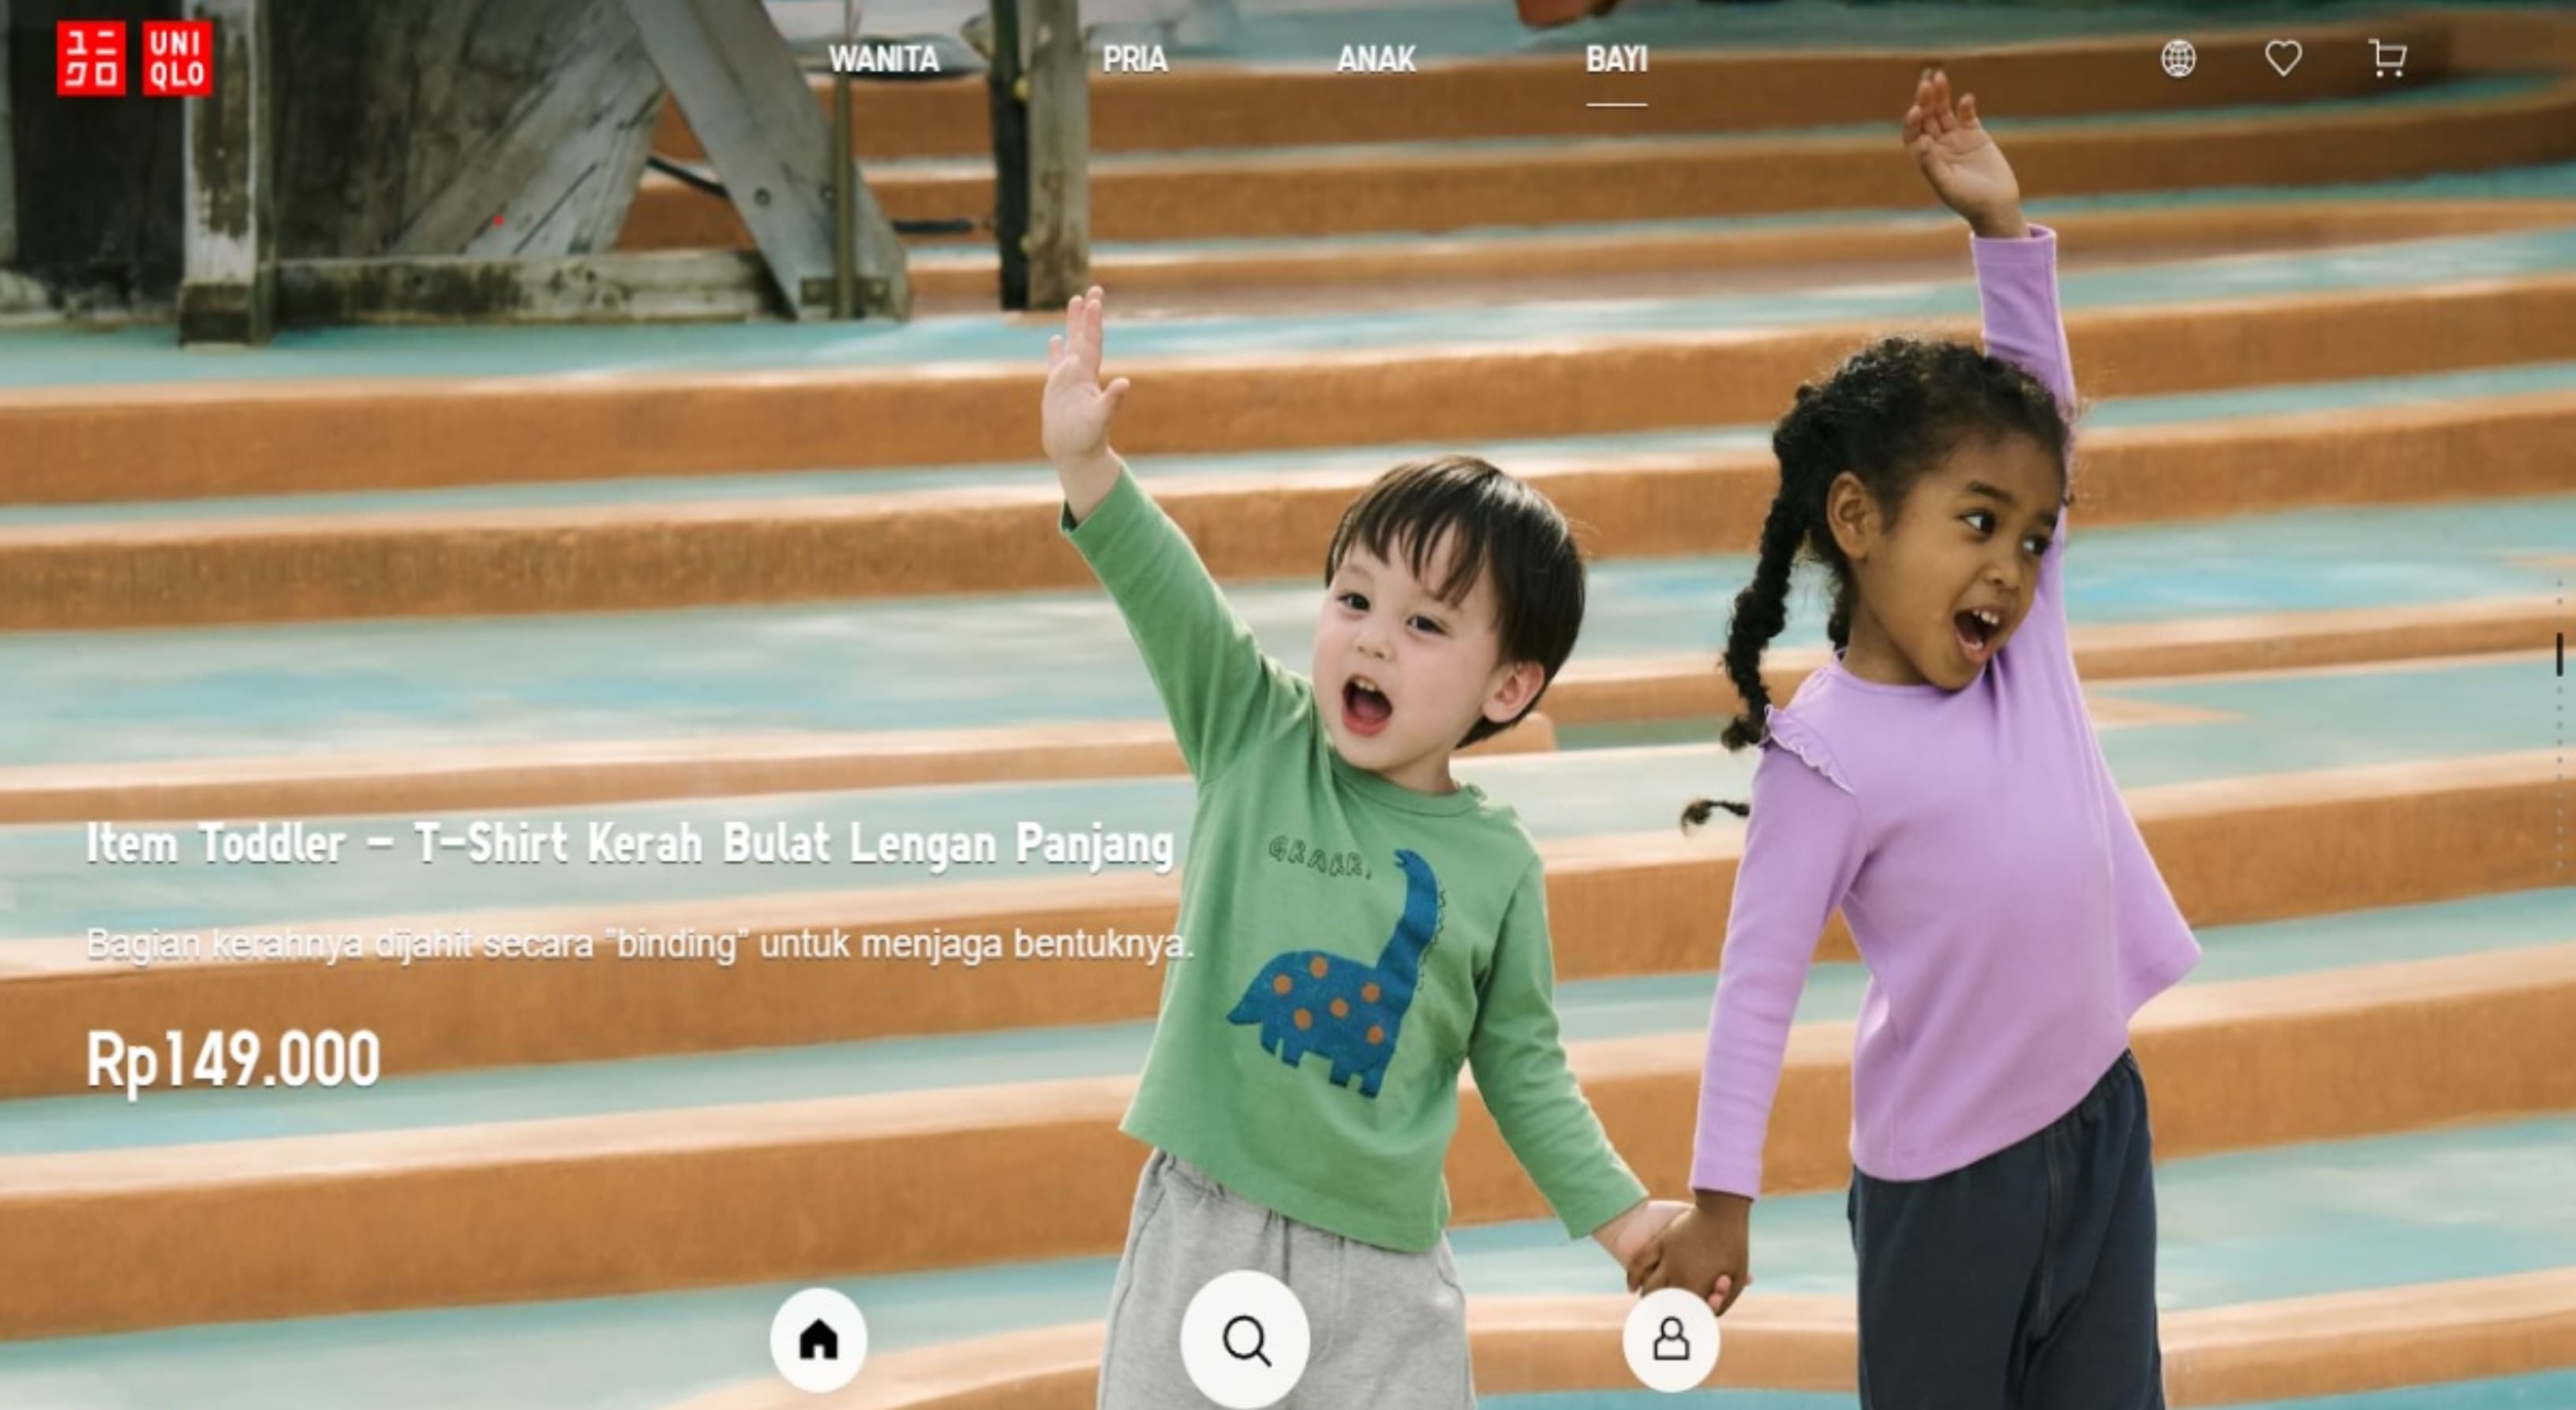 ユニ UNI
クロ QLO
WANITA PRIA ANAK BAYI
Item Toddler - T-Shirt Kerah Bulat Lengan Panjang
Bagian kerahnya dijahit secara "binding" untuk menjaga bentuknya.
Rp149.000
GRAAR,